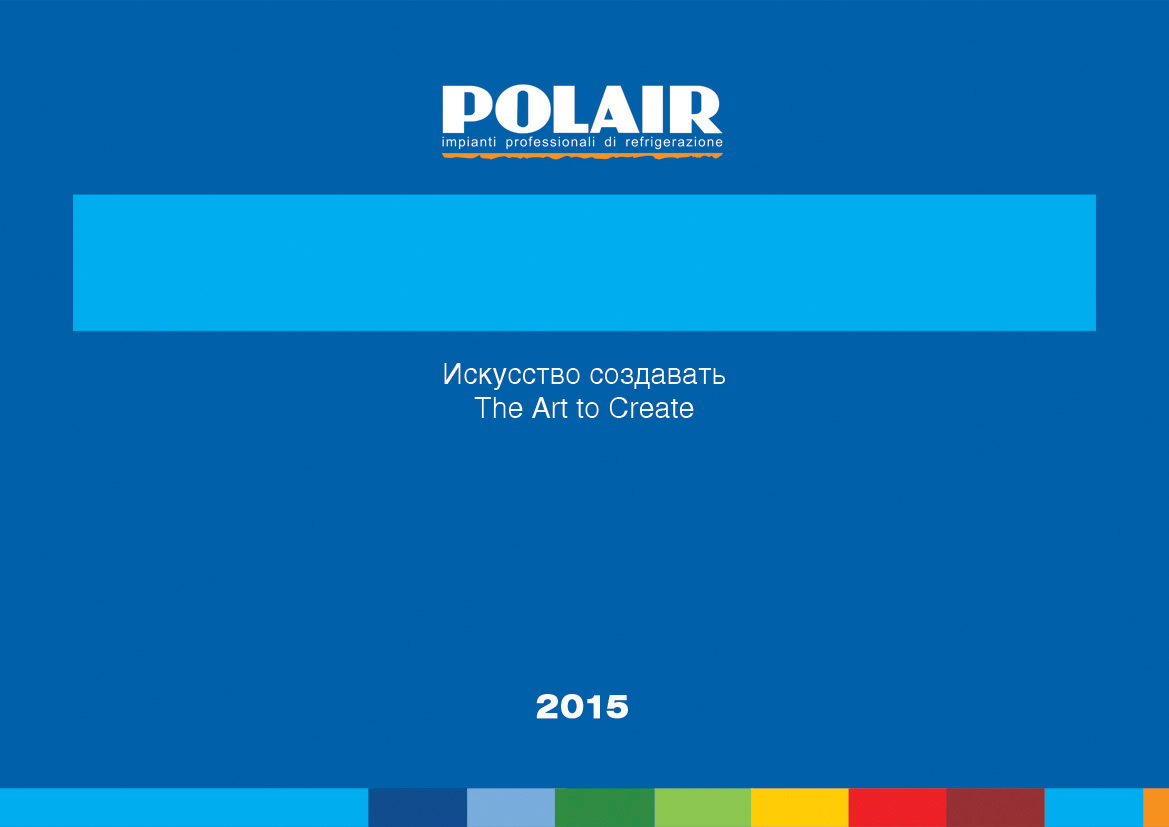 POLAIR
impianti professionali di refrigerazione
Искусство создавать
The Art to Create
2015